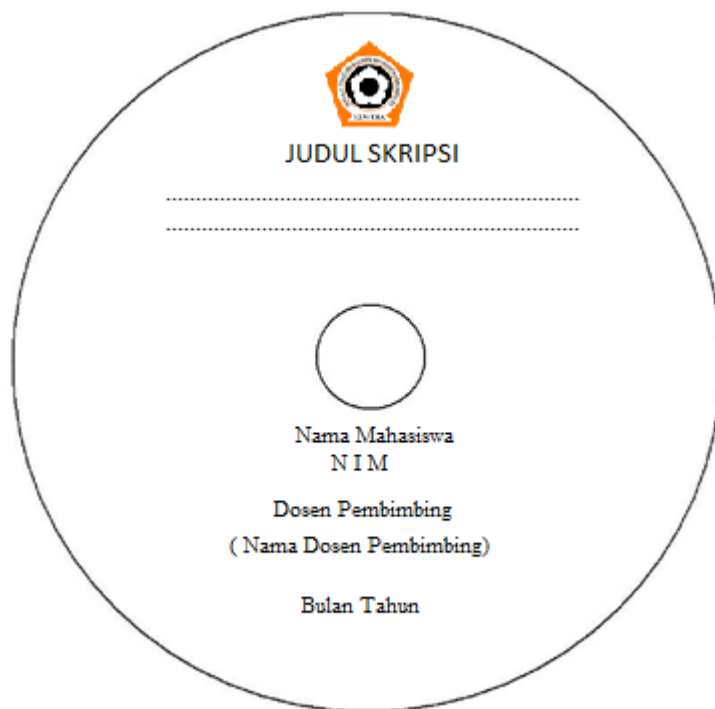 JUDUL SKRIPSI
......................................................................
......................................................................
Nama Mahasiswa
N I M
Dosen Pembimbing
( Nama Dosen Pembimbing)
Bulan Tahun